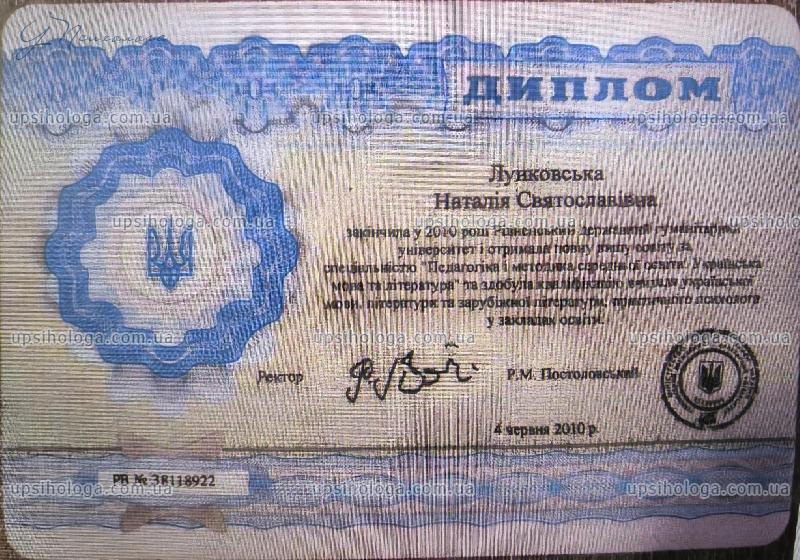 У Психолога
ДИПЛОМ
Лунковська
Наталія Святославівна
закінчила у 2010 році Рівненський державний гуманітарний
університет і отримала повну вищу освіту за
спеціальністю "Педагогіка і методика середньої освіти. Українська
мова та література" та здобула кваліфікацію вчителя української
мови, літератури та зарубіжної літератури, практичного психолога
у закладах освіти.
Ректор
Р.М. Постоловський
4 червня 2010 р.
РВ № 38118922
upsihologa.com.ua